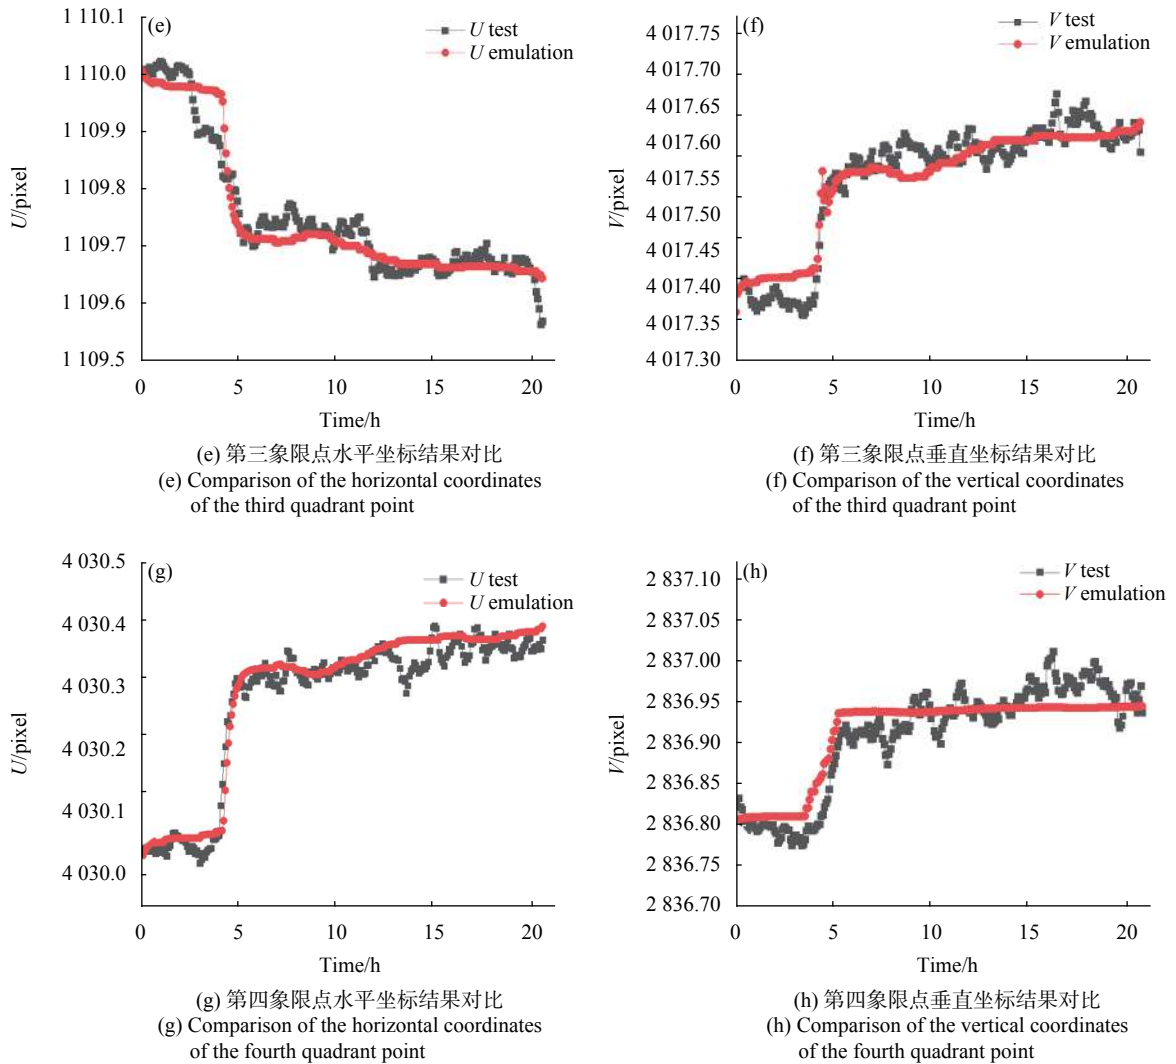 (e)
U test
U emulation
1 110.1
1 110.0
1 109.9
1 109.8
1 109.7
1 109.6
1 109.5
U/pixel
0 5 10 15 20
Time/h
(e) 第三象限点水平坐标结果对比
(e) Comparison of the horizontal coordinates
of the third quadrant point
(f)
V test
V emulation
4 017.75
4 017.70
4 017.65
4 017.60
4 017.55
4 017.50
4 017.45
4 017.40
4 017.35
4 017.30
V/pixel
0 5 10 15 20
Time/h
(f) 第三象限点垂直坐标结果对比
(f) Comparison of the vertical coordinates
of the third quadrant point
(g)
U test
U emulation
4 030.5
4 030.4
4 030.3
4 030.2
4 030.1
4 030.0
U/pixel
0 5 10 15 20
Time/h
(g) 第四象限点水平坐标结果对比
(g) Comparison of the horizontal coordinates
of the fourth quadrant point
(h)
V test
V emulation
2 837.10
2 837.05
2 837.00
2 836.95
2 836.90
2 836.80
2 836.80
2 836.75
2 836.70
V/pixel
0 5 10 15 20
Time/h
(h) 第四象限点垂直坐标结果对比
(h) Comparison of the vertical coordinates
of the fourth quadrant point